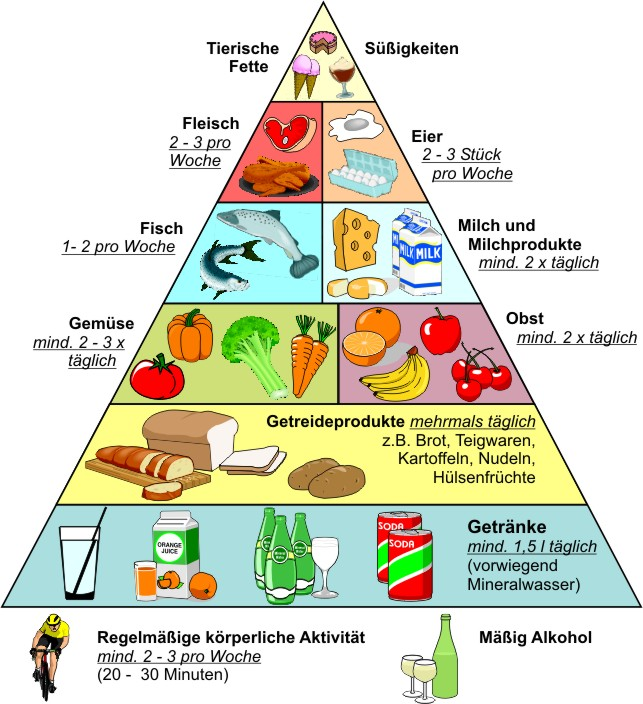 Tierische
Fette
Süßigkeiten
Fleisch
2 - 3 pro
Woche
Eier
2 - 3 Stück
pro Woche
Fisch
1- 2 pro Woche
Milch und
Milchprodukte
mind. 2 x täglich
MILK
MILK
Gemüse
mind. 2 - 3 x
täglich
Obst
mind. 2 x täglich
Getreideprodukte mehrmals täglich
z.B. Brot, Teigwaren,
Kartoffeln, Nudeln,
Hülsenfrüchte
ORANGE
JUICE
SODA
SODA
Getränke
mind. 1,5 l täglich
(vorwiegend
Mineralwasser)
Regelmäßige körperliche Aktivität
mind. 2 - 3 pro Woche
(20 - 30 Minuten)
Mäßig Alkohol